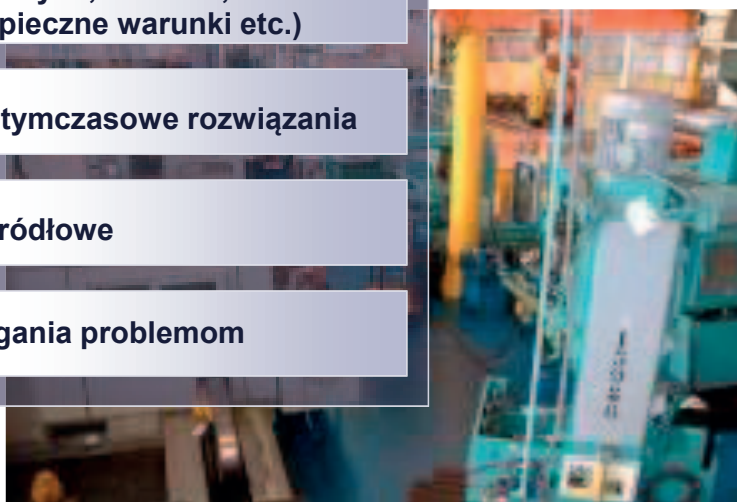 pieczne warunki etc.)
tymczasowe rozwiązania
ródłowe
gania problemom